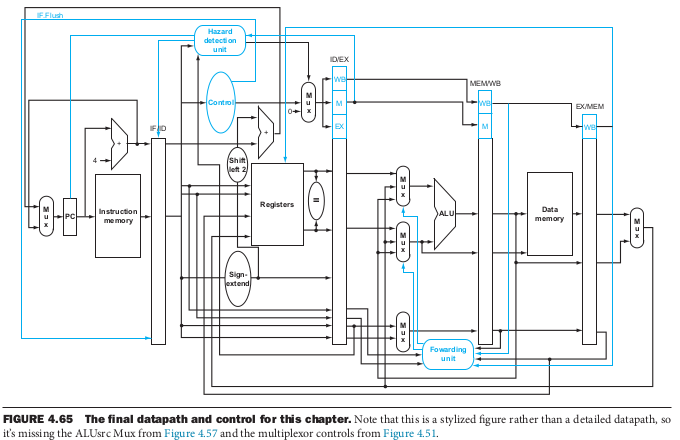 IF.Flush
Hazard
detection
unit
ID/EX
MEM/WB
EX/MEM
Control
M
u
x
0
WB
M
EX
WB
M
WB
IF/ID
+
4
+
Shift
left 2
M
u
x
PC
Instruction
memory
Registers
=
M
u
x
M
u
x
ALU
Data
memory
M
u
x
Sign-
extend
M
u
x
Fowarding
unit
FIGURE 4.65 The final datapath and control for this chapter. Note that this is a stylized figure rather than a detailed datapath, so
it's missing the ALUsrc Mux from Figure 4.57 and the multiplexor controls from Figure 4.51.